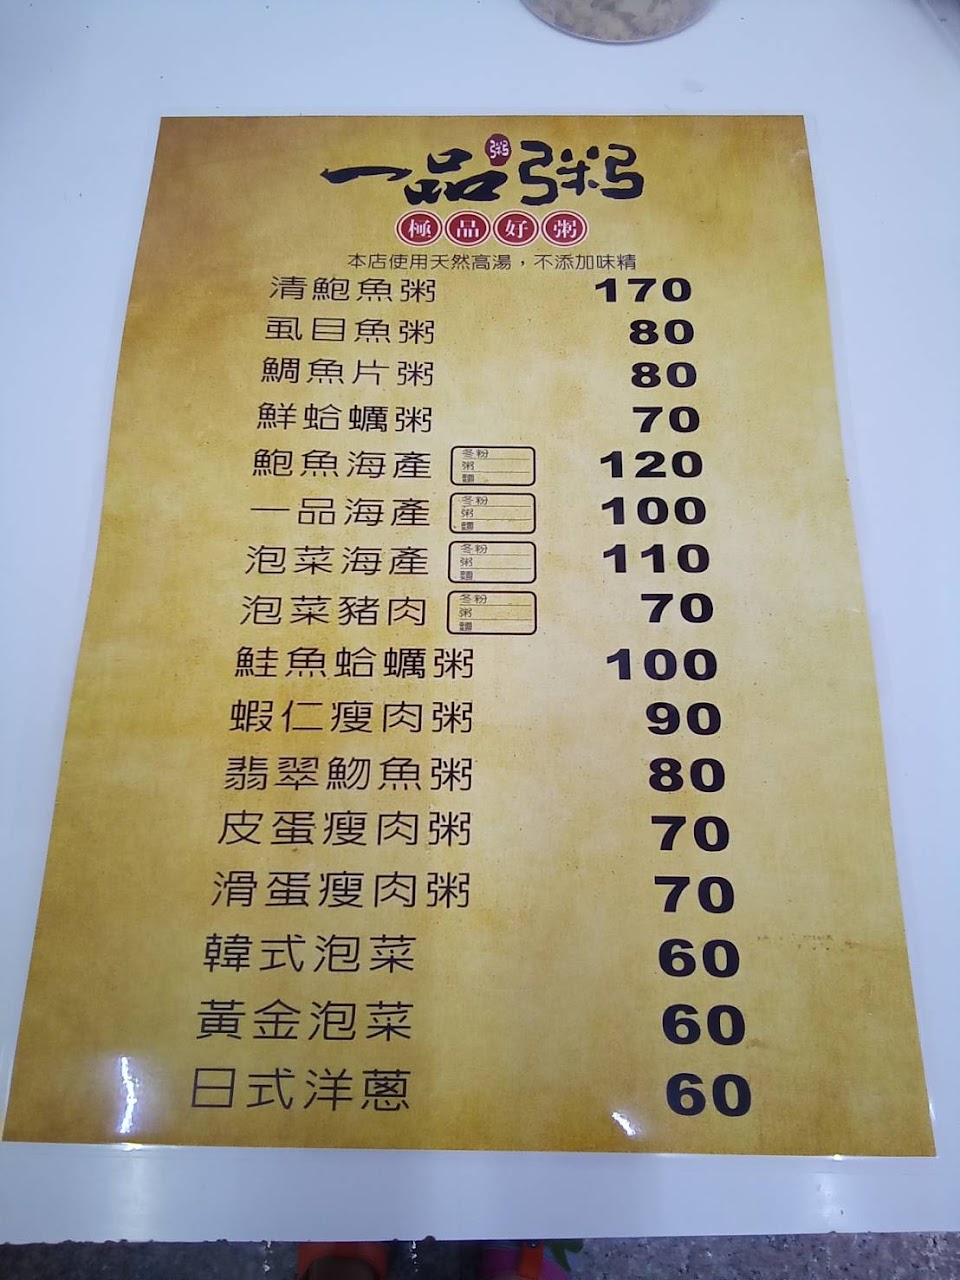 一品粥
粥
極品好粥
本店使用天然高湯，不添加味精
清鮑魚粥 170
虱目魚粥 80
鯛魚片粥 80
鮮蛤蠣粥 70
鮑魚海產 冬粉 粥 麵 120
一品海產 冬粉 粥 麵 100
泡菜海產 冬粉 粥 麵 110
泡菜豬肉 冬粉 粥 麵 70
鮭魚蛤蠣粥 100
蝦仁瘦肉粥 90
翡翠魩魚粥 80
皮蛋瘦肉粥 70
滑蛋瘦肉粥 70
韓式泡菜 60
黃金泡菜 60
日式洋蔥 60